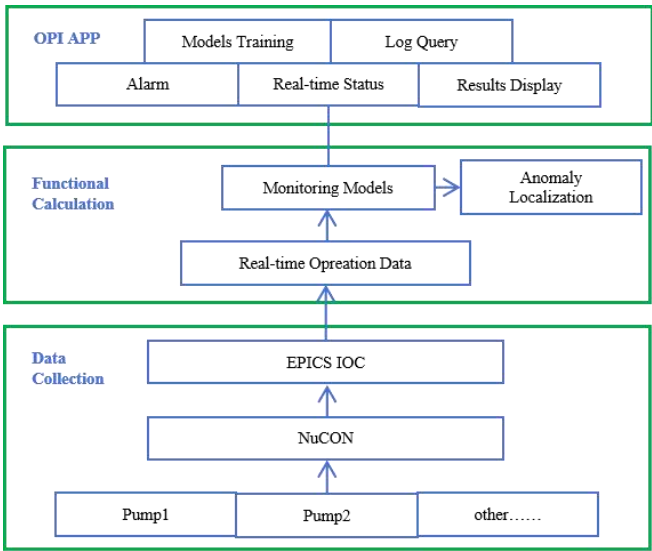 OPI APP
Models Training
Log Query
Alarm
Real-time Status
Results Display
Functional
Calculation
Monitoring Models
Anomaly
Localization
Real-time Opreation Data
Data
Collection
EPICS IOC
NuCON
Pump1
Pump2
other……